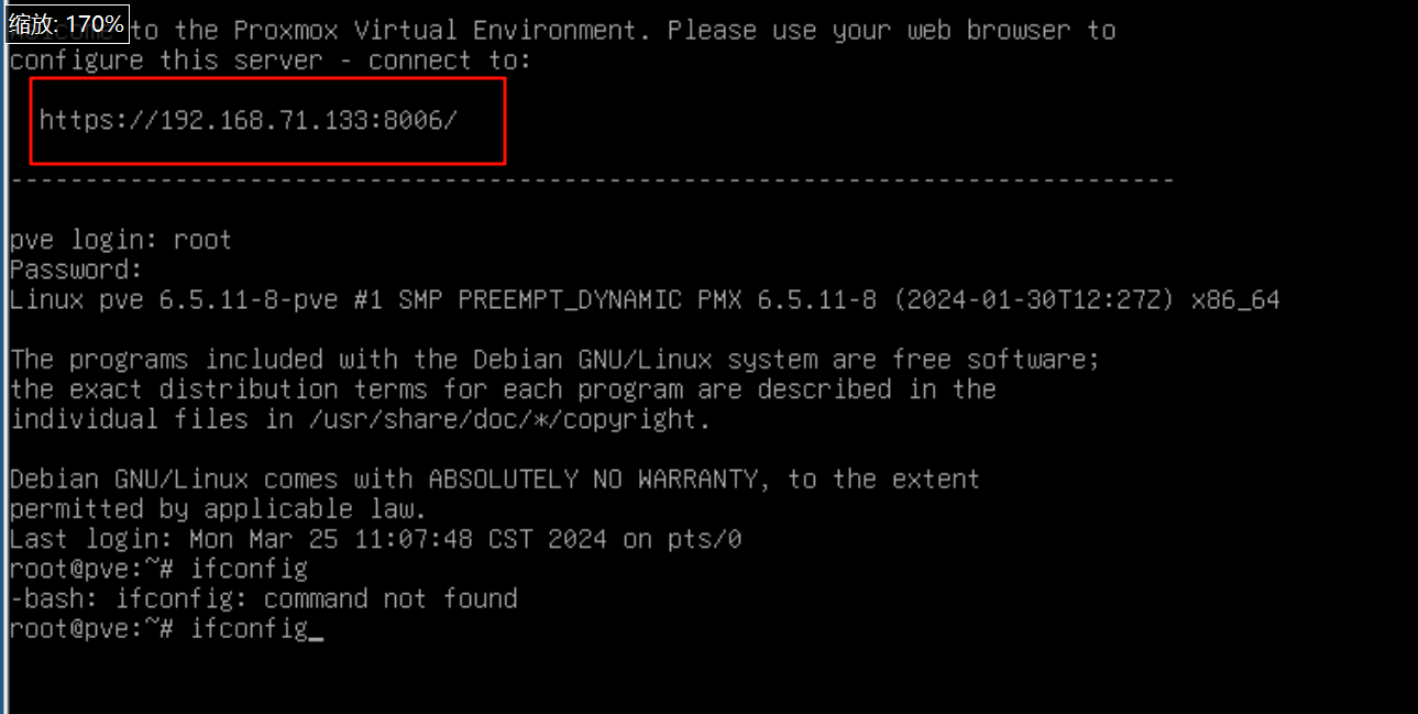 缩放: 170%
to the Proxmox Virtual Environment. Please use your web browser to
configure this server - connect to:
https://192.168.71.133:8006/
-------------------------------------------------------------------------------
pve login: root
Password:
Linux pve 6.5.11-8-pve #1 SMP PREEMPT_DYNAMIC PMX 6.5.11-8 (2024-01-30T12:27Z) x86_64
The programs included with the Debian GNU/Linux system are free software;
the exact distribution terms for each program are described in the
individual files in /usr/share/doc/*/copyright.
Debian GNU/Linux comes with ABSOLUTELY NO WARRANTY, to the extent
permitted by applicable law.
Last login: Mon Mar 25 11:07:48 CST 2024 on pts/0
root@pve:~# ifconfig
-bash: ifconfig: command not found
root@pve:~# ifconfig_